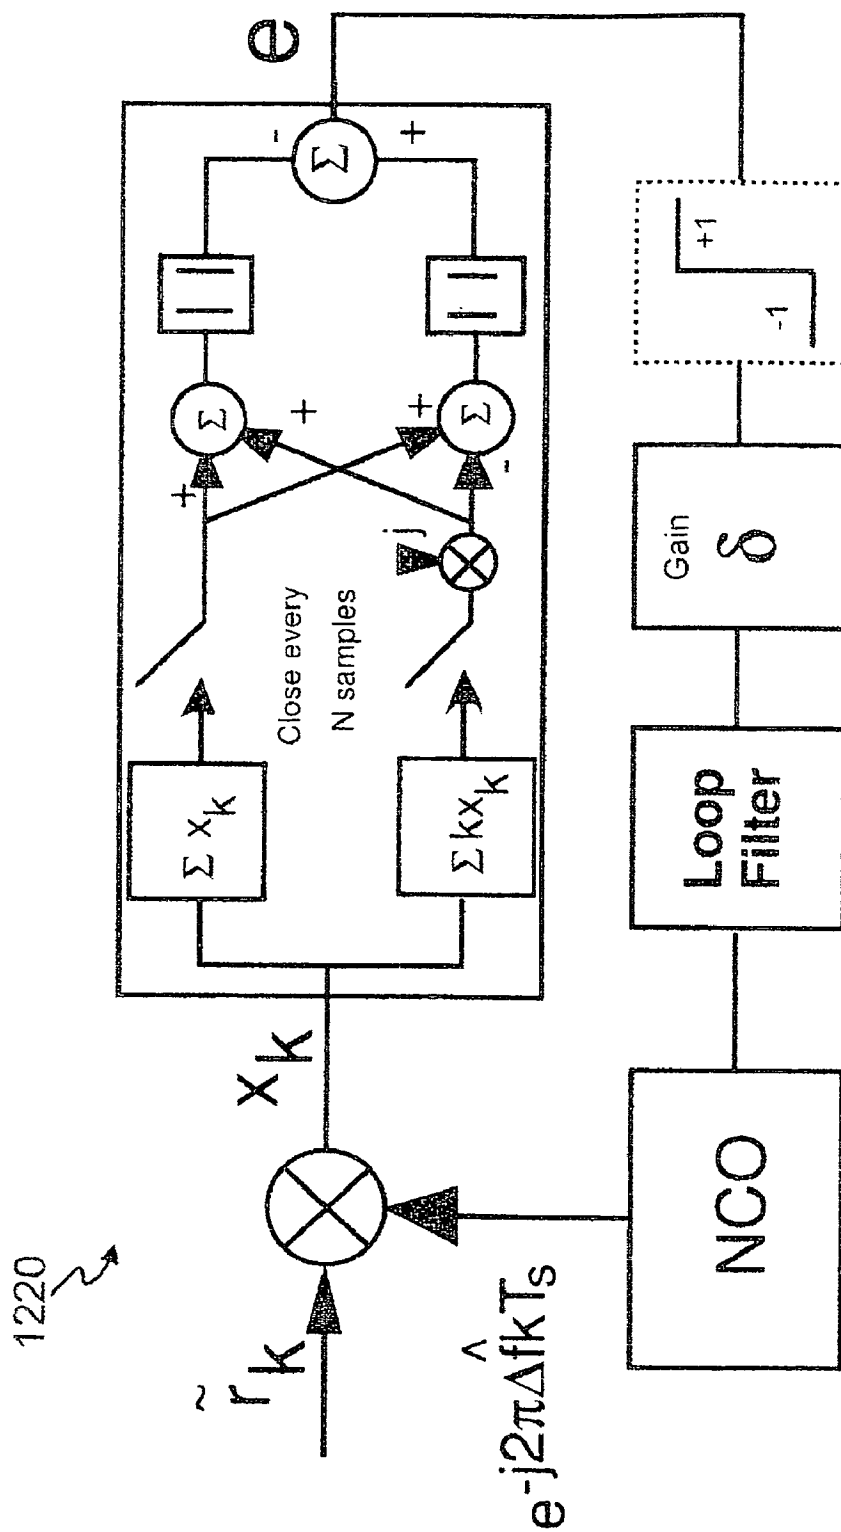 1220
r̃k
xk
Σ xk
Σ kxk
Close every
N samples
j
+
+
+
-
Σ
Σ
| |
| |
-
+
Σ
e
e-j2πΔf̂kTs
NCO
Loop
Filter
Gain
δ
+1
-1